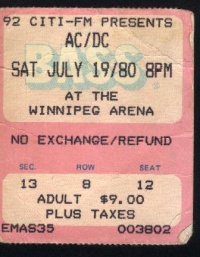 92 CITI-FM PRESENTS
AC/DC
BASS
SAT JULY 19/80 8PM
AT THE
WINNIPEG ARENA
NO EXCHANGE/REFUND
SEC. ROW SEAT
13 8 12
ADULT $9.00
PLUS TAXES
EMAS35 003802